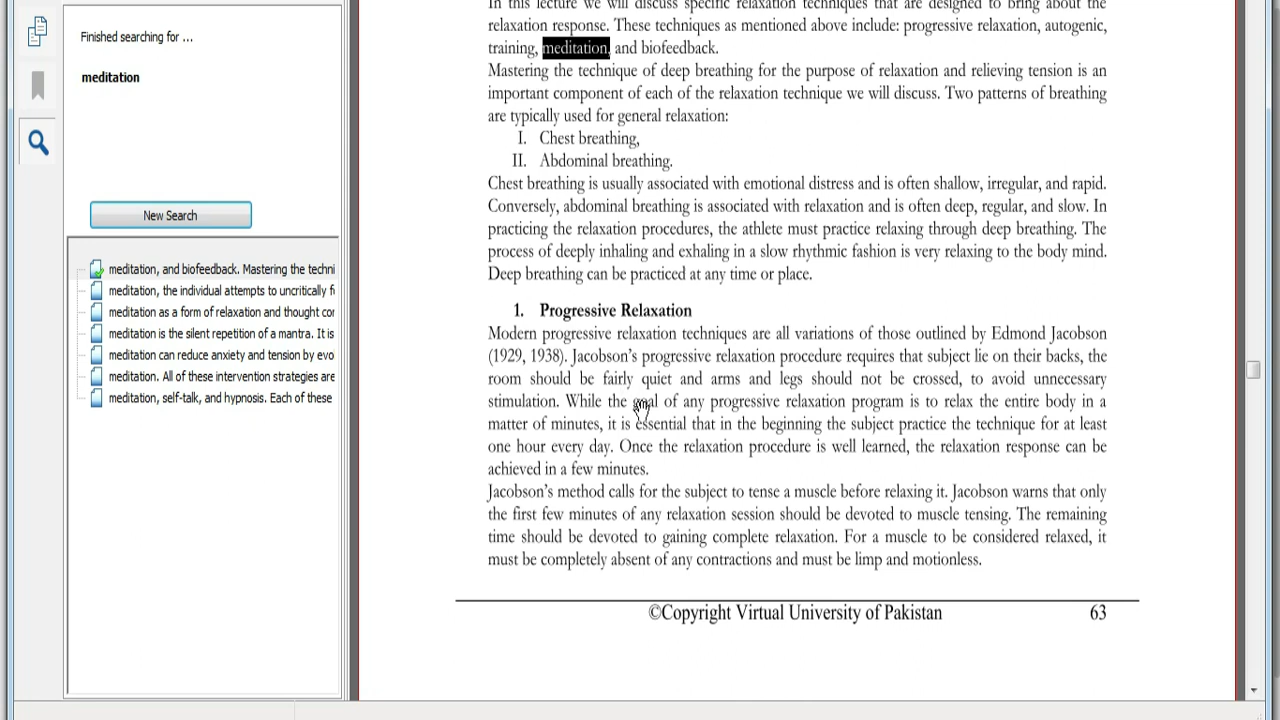 Finished searching for ...
meditation
New Search
meditation, and biofeedback. Mastering the techni
meditation, the individual attempts to uncritically f
meditation as a form of relaxation and thought cor
meditation is the silent repetition of a mantra. It is
meditation can reduce anxiety and tension by evo
meditation. All of these intervention strategies are
meditation, self-talk, and hypnosis. Each of these
In this lecture we will discuss specific relaxation techniques that are designed to bring about the
relaxation response. These techniques as mentioned above include: progressive relaxation, autogenic,
training, meditation, and biofeedback.
Mastering the technique of deep breathing for the purpose of relaxation and relieving tension is an
important component of each of the relaxation technique we will discuss. Two patterns of breathing
are typically used for general relaxation:
I. Chest breathing,
II. Abdominal breathing.
Chest breathing is usually associated with emotional distress and is often shallow, irregular, and rapid.
Conversely, abdominal breathing is associated with relaxation and is often deep, regular, and slow. In
practicing the relaxation procedures, the athlete must practice relaxing through deep breathing. The
process of deeply inhaling and exhaling in a slow rhythmic fashion is very relaxing to the body mind.
Deep breathing can be practiced at any time or place.
1. Progressive Relaxation
Modern progressive relaxation techniques are all variations of those outlined by Edmond Jacobson
(1929, 1938). Jacobson's progressive relaxation procedure requires that subject lie on their backs, the
room should be fairly quiet and arms and legs should not be crossed, to avoid unnecessary
stimulation. While the goal of any progressive relaxation program is to relax the entire body in a
matter of minutes, it is essential that in the beginning the subject practice the technique for at least
one hour every day. Once the relaxation procedure is well learned, the relaxation response can be
achieved in a few minutes.
Jacobson's method calls for the subject to tense a muscle before relaxing it. Jacobson warns that only
the first few minutes of any relaxation session should be devoted to muscle tensing. The remaining
time should be devoted to gaining complete relaxation. For a muscle to be considered relaxed, it
must be completely absent of any contractions and must be limp and motionless.
©Copyright Virtual University of Pakistan 63